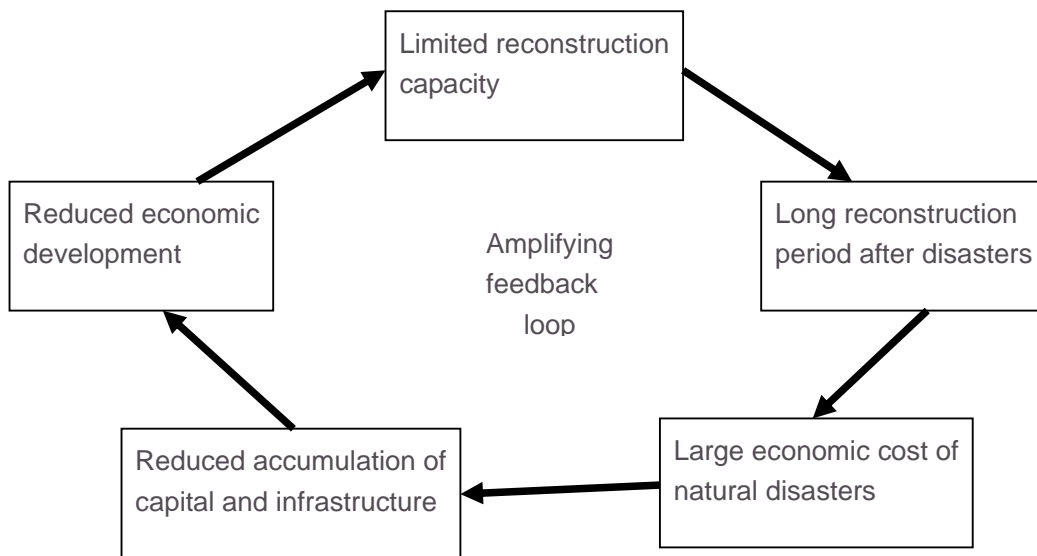 Limited reconstruction
capacity
Reduced economic
development
Long reconstruction
period after disasters
Amplifying
feedback
loop
Reduced accumulation of
capital and infrastructure
Large economic cost of
natural disasters